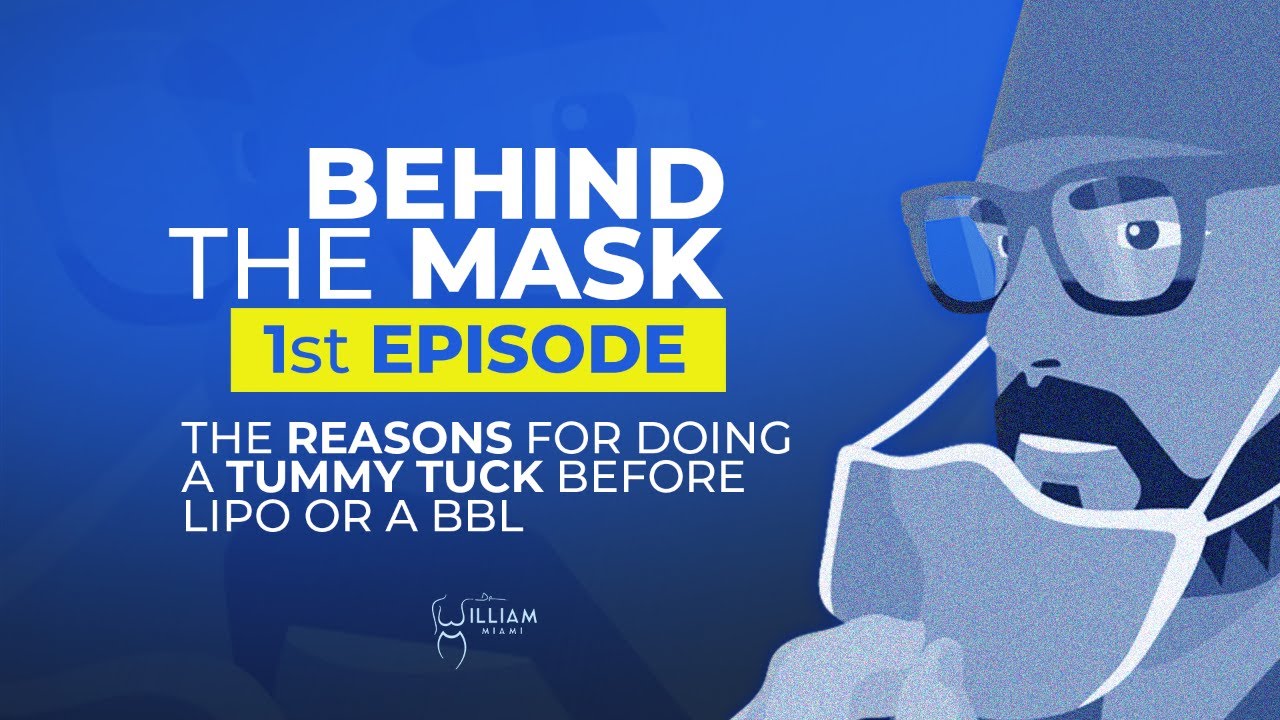 BEHIND
THE MASK
1st EPISODE
THE REASONS FOR DOING
A TUMMY TUCK BEFORE
LIPO OR A BBL
Dr
WILLIAM
MIAMI